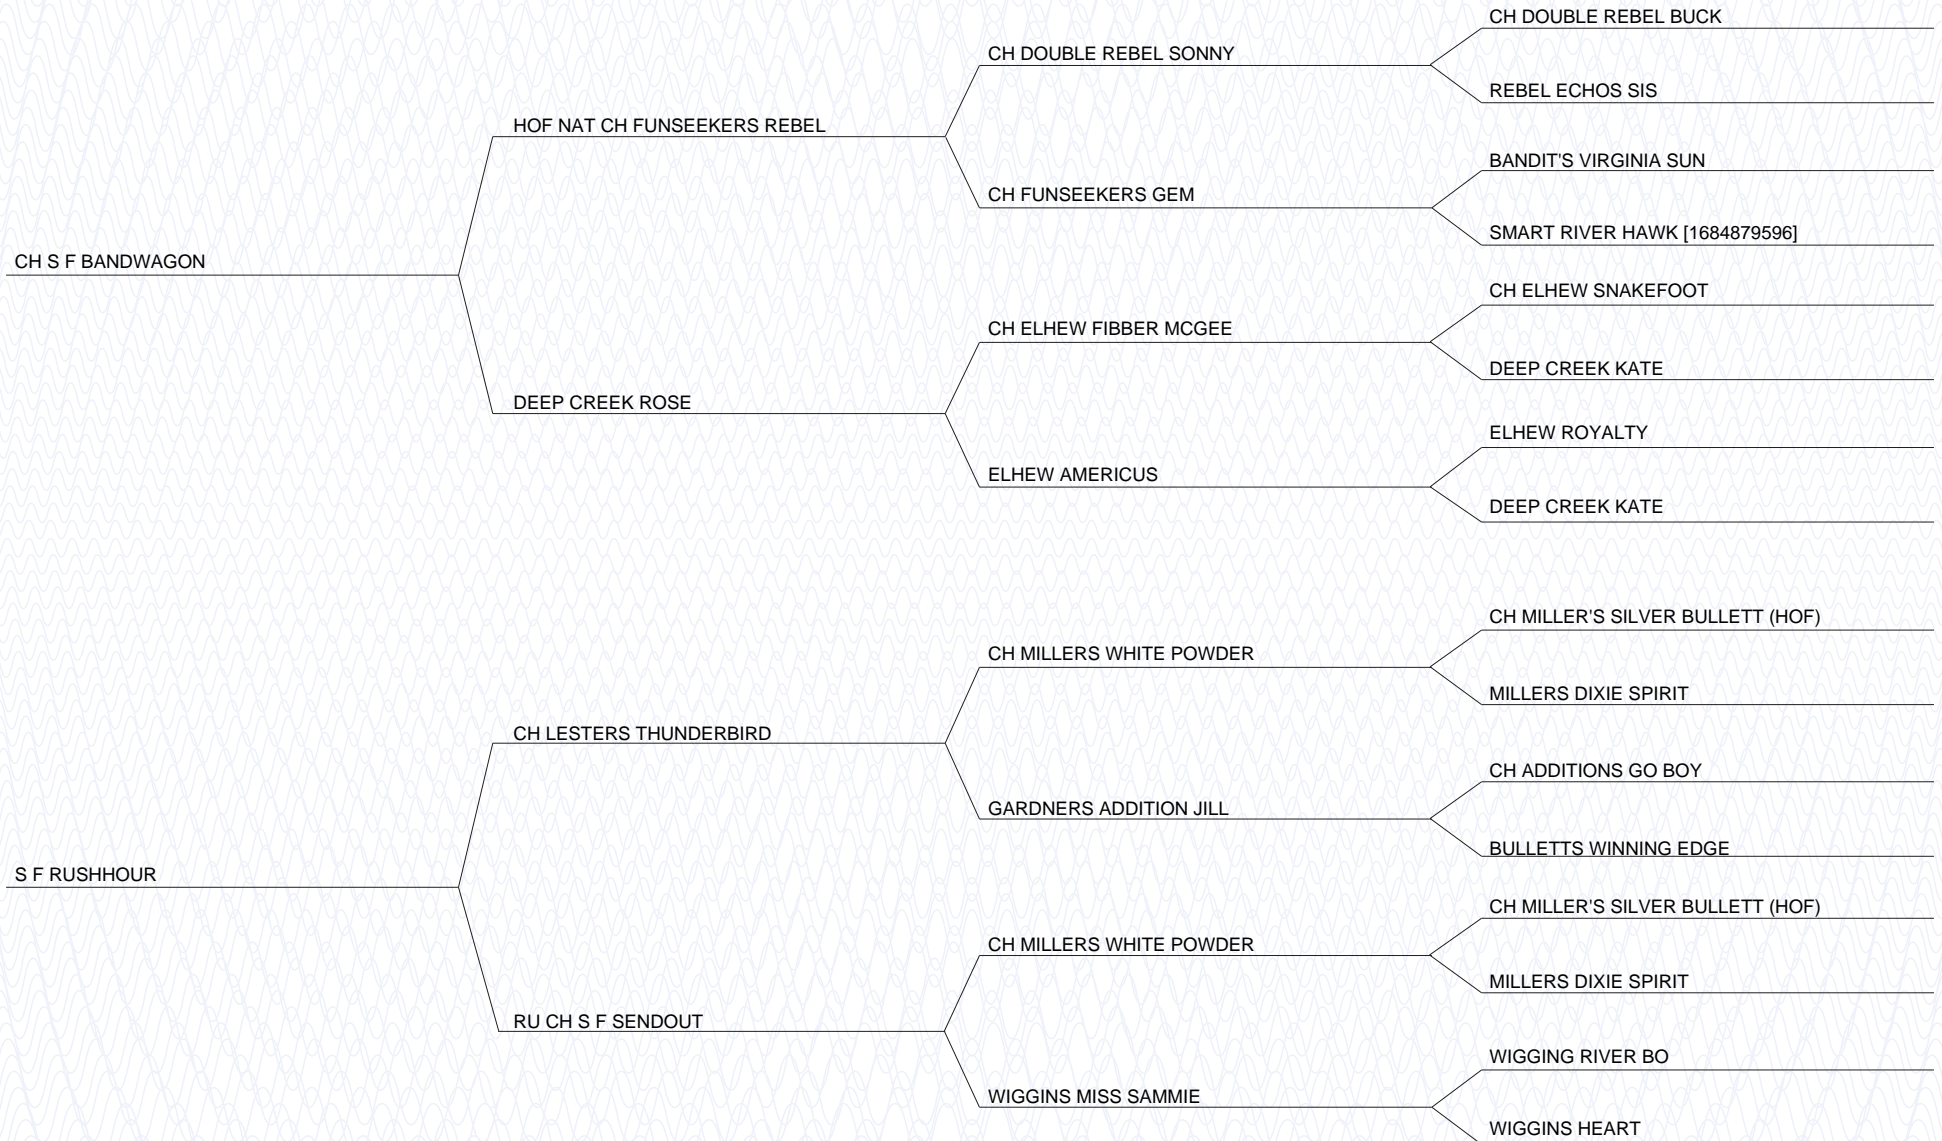 CH DOUBLE REBEL BUCK
CH DOUBLE REBEL SONNY
REBEL ECHOS SIS
HOF NAT CH FUNSEEKERS REBEL
BANDIT'S VIRGINIA SUN
CH FUNSEEKERS GEM
SMART RIVER HAWK [1684879596]
CH S F BANDWAGON
CH ELHEW SNAKEFOOT
CH ELHEW FIBBER MCGEE
DEEP CREEK KATE
DEEP CREEK ROSE
ELHEW ROYALTY
ELHEW AMERICUS
DEEP CREEK KATE
CH MILLER'S SILVER BULLETT (HOF)
CH MILLERS WHITE POWDER
MILLERS DIXIE SPIRIT
CH LESTERS THUNDERBIRD
CH ADDITIONS GO BOY
GARDNERS ADDITION JILL
BULLETTS WINNING EDGE
S F RUSHHOUR
CH MILLER'S SILVER BULLETT (HOF)
CH MILLERS WHITE POWDER
MILLERS DIXIE SPIRIT
RU CH S F SENDOUT
WIGGING RIVER BO
WIGGINS MISS SAMMIE
WIGGINS HEART